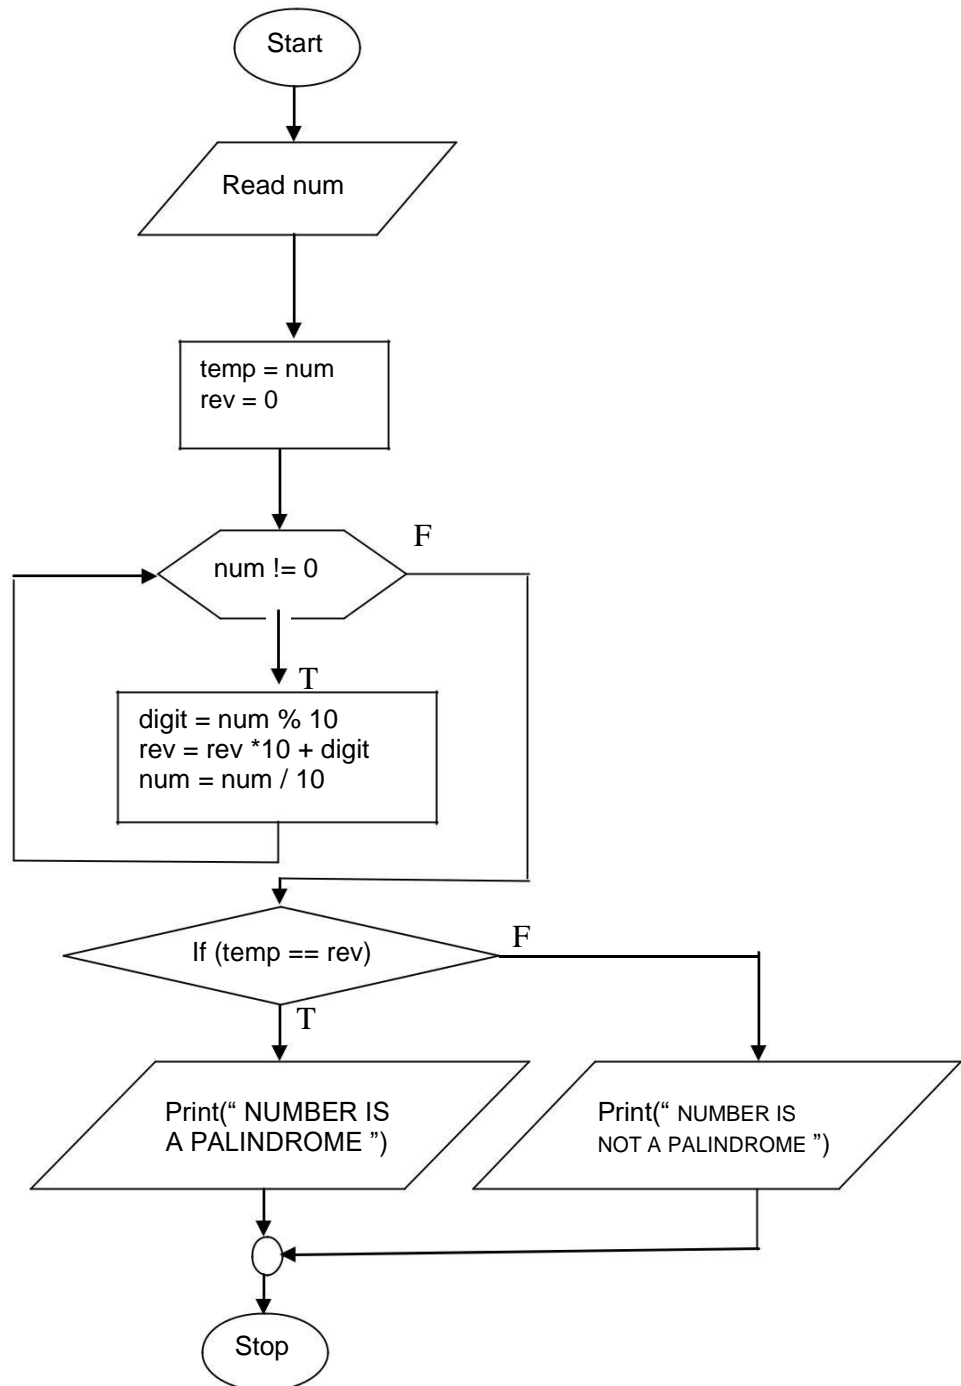 Start
Read num
temp = num
rev = 0
F
num != 0
T
digit = num % 10
rev = rev *10 + digit
num = num / 10
If (temp == rev)
F
T
Print(“ NUMBER IS
A PALINDROME ”)
Print(“ NUMBER IS
NOT A PALINDROME ”)
Stop